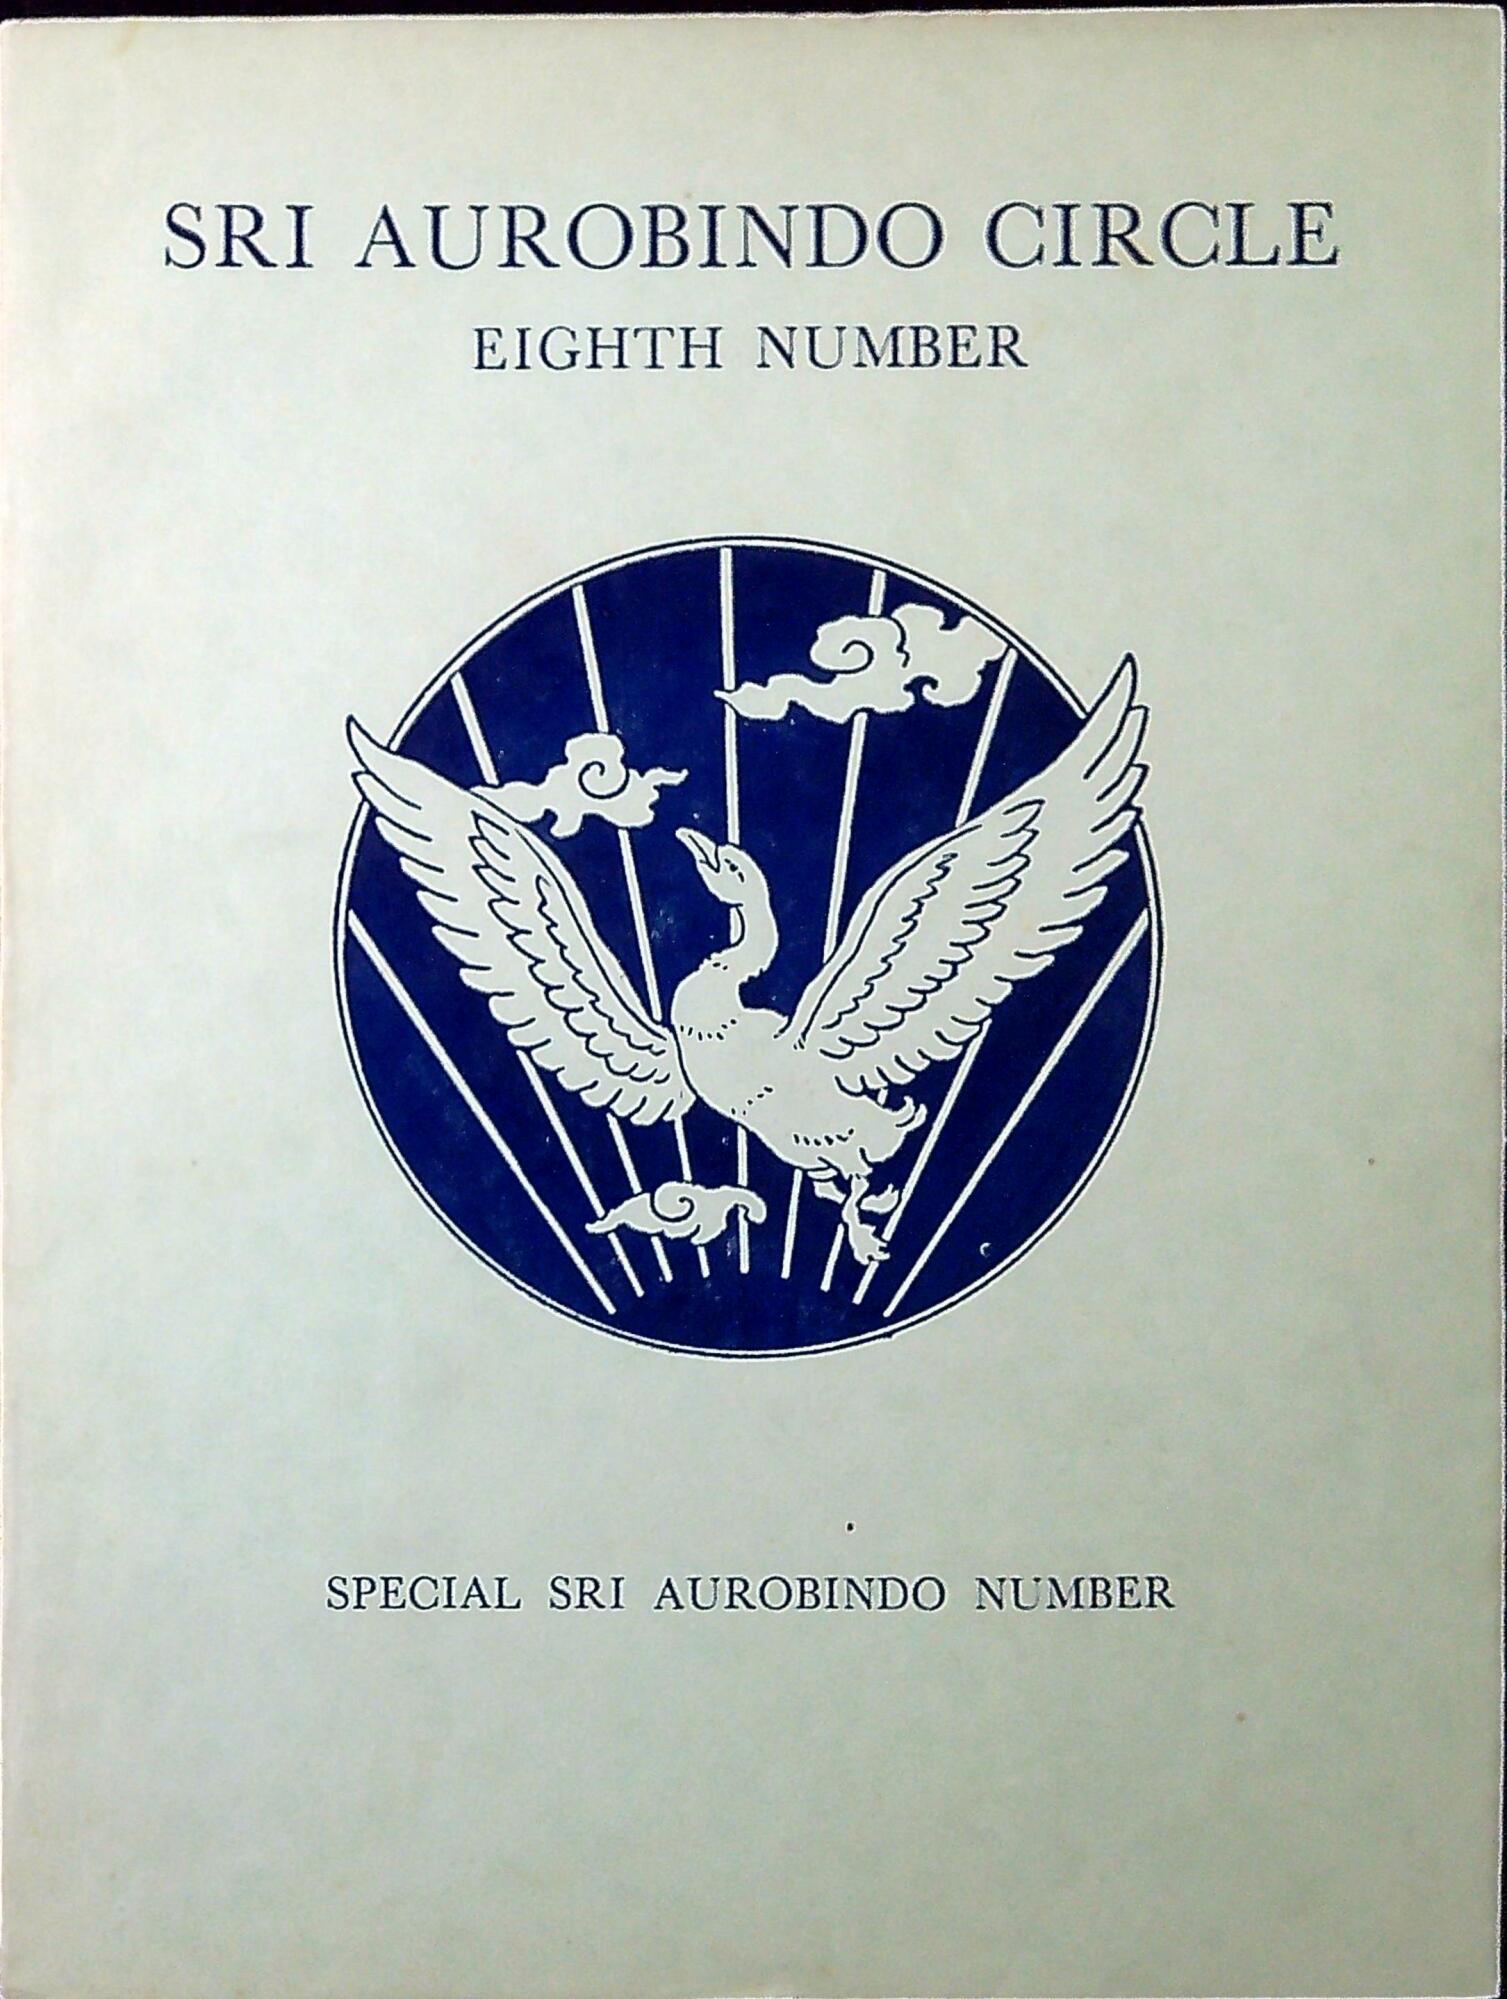 SRI AUROBINDO CIRCLE
EIGHTH NUMBER
SPECIAL SRI AUROBINDO NUMBER